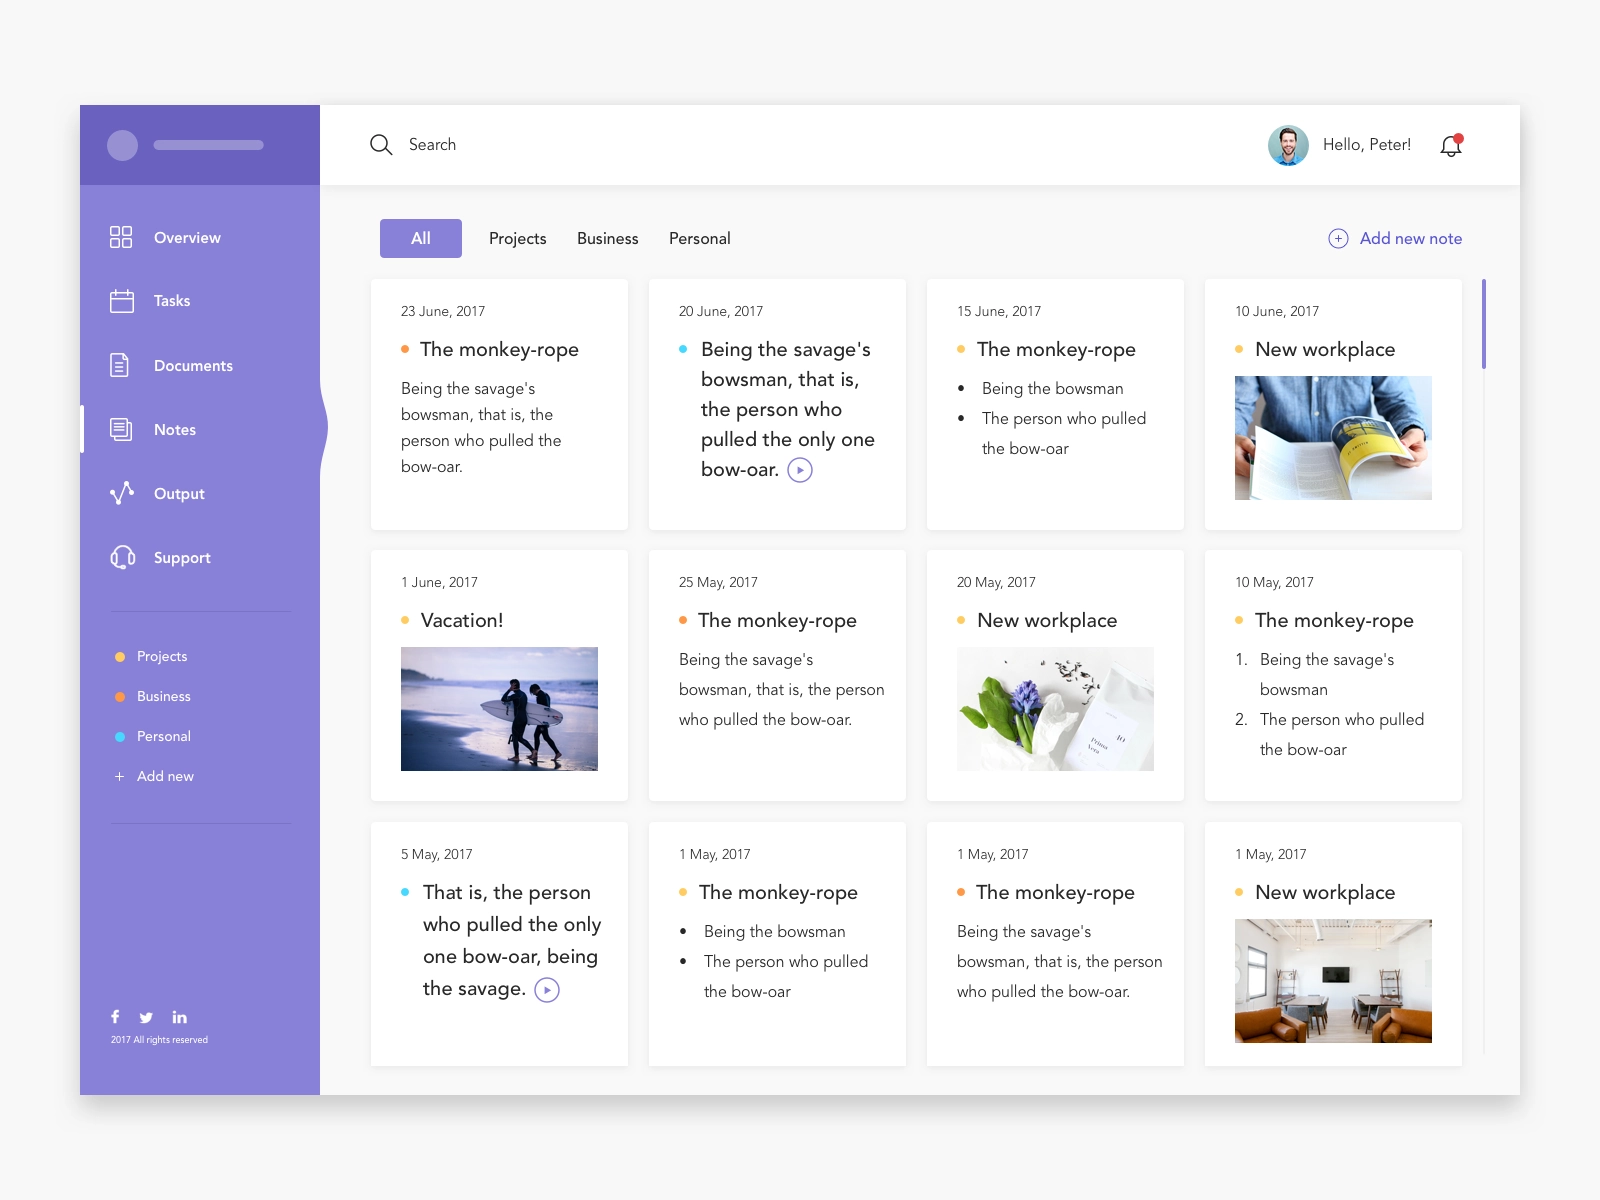 Search
Hello, Peter!
Overview
Tasks
Documents
Notes
Output
Support
Projects
Business
Personal
+ Add new
2017 All rights reserved
All
Projects
Business
Personal
Add new note
23 June, 2017
The monkey-rope
Being the savage's
bowsman, that is, the
person who pulled the
bow-oar.
20 June, 2017
Being the savage's
bowsman, that is,
the person who
pulled the only one
bow-oar.
15 June, 2017
The monkey-rope
• Being the bowsman
• The person who pulled
the bow-oar
10 June, 2017
New workplace
1 June, 2017
Vacation!
25 May, 2017
The monkey-rope
Being the savage's
bowsman, that is, the person
who pulled the bow-oar.
20 May, 2017
New workplace
Prima
Vera
10 May, 2017
The monkey-rope
1. Being the savage's
bowsman
2. The person who pulled
the bow-oar
5 May, 2017
That is, the person
who pulled the only
one bow-oar, being
the savage.
1 May, 2017
The monkey-rope
• Being the bowsman
• The person who pulled
the bow-oar
1 May, 2017
The monkey-rope
Being the savage's
bowsman, that is, the person
who pulled the bow-oar.
1 May, 2017
New workplace